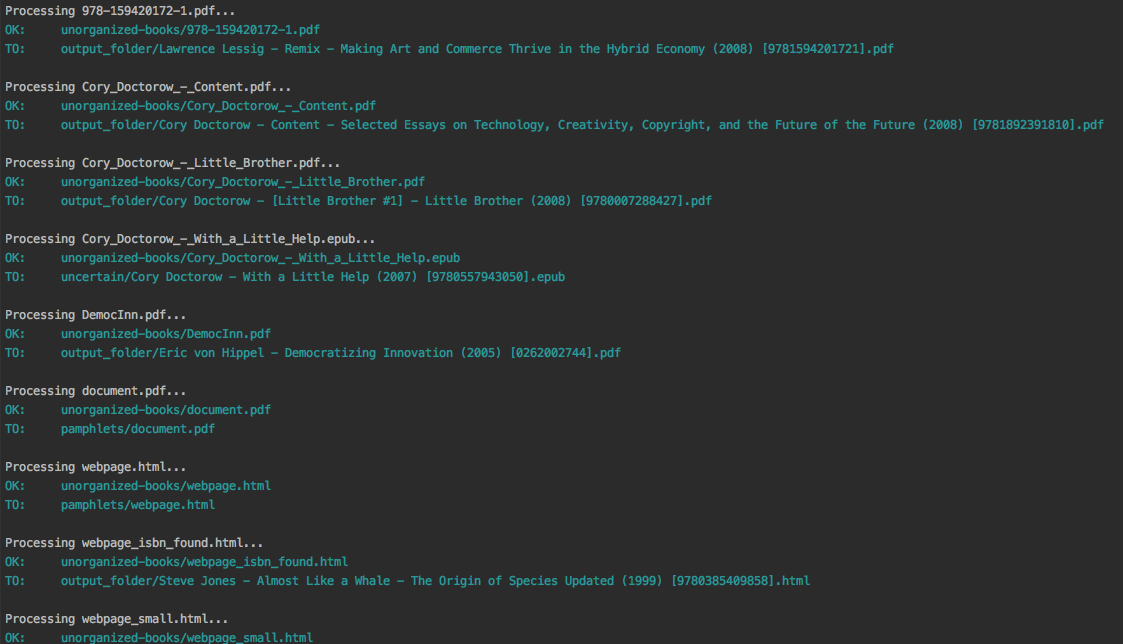 Processing 978-159420172-1.pdf...
OK: unorganized-books/978-159420172-1.pdf
TO: output_folder/Lawrence Lessig - Remix - Making Art and Commerce Thrive in the Hybrid Economy (2008) [9781594201721].pdf
Processing Cory_Doctorow_-_Content.pdf...
OK: unorganized-books/Cory_Doctorow_-_Content.pdf
TO: output_folder/Cory Doctorow - Content - Selected Essays on Technology, Creativity, Copyright, and the Future of the Future (2008) [9781892391810].pdf
Processing Cory_Doctorow_-_Little_Brother.pdf...
OK: unorganized-books/Cory_Doctorow_-_Little_Brother.pdf
TO: output_folder/Cory Doctorow - [Little Brother #1] - Little Brother (2008) [9780007288427].pdf
Processing Cory_Doctorow_-_With_a_Little_Help.epub...
OK: unorganized-books/Cory_Doctorow_-_With_a_Little_Help.epub
TO: uncertain/Cory Doctorow - With a Little Help (2007) [9780557943050].epub
Processing DemocInn.pdf...
OK: unorganized-books/DemocInn.pdf
TO: output_folder/Eric von Hippel - Democratizing Innovation (2005) [0262002744].pdf
Processing document.pdf...
OK: unorganized-books/document.pdf
TO: pamphlets/document.pdf
Processing webpage.html...
OK: unorganized-books/webpage.html
TO: pamphlets/webpage.html
Processing webpage_isbn_found.html...
OK: unorganized-books/webpage_isbn_found.html
TO: output_folder/Steve Jones - Almost Like a Whale - The Origin of Species Updated (1999) [9780385409858].html
Processing webpage_small.html...
OK: unorganized-books/webpage_small.html